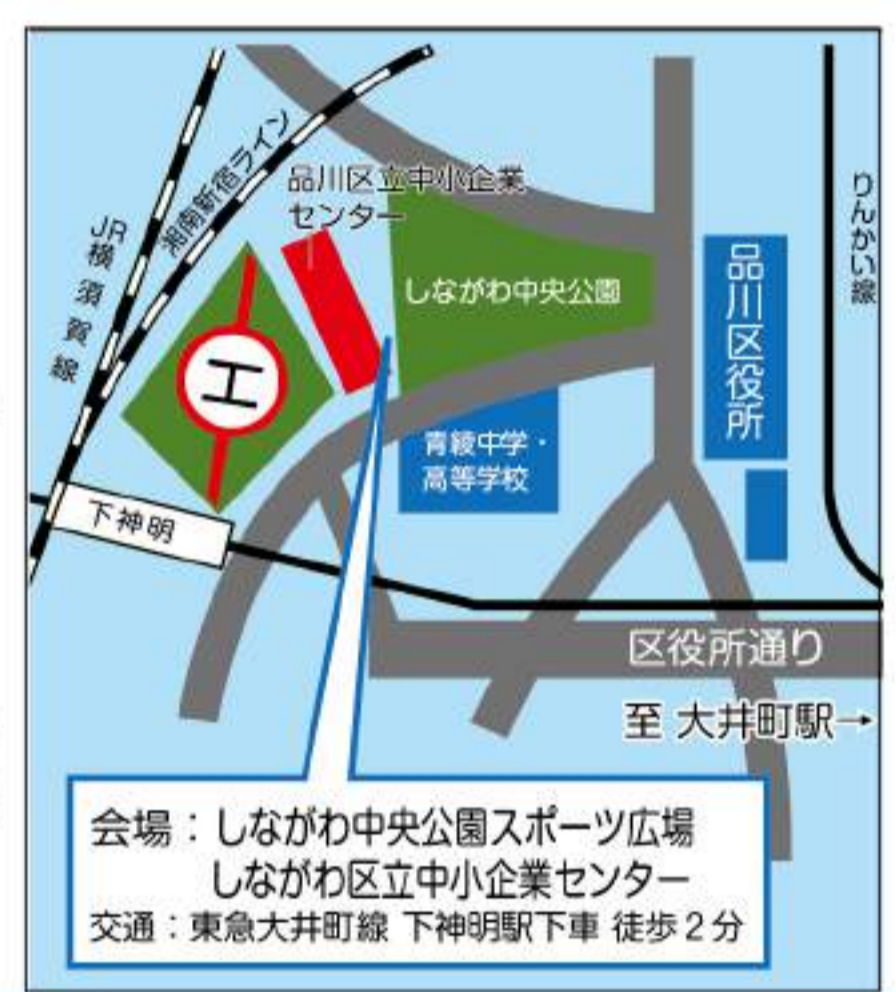 湘南新宿ライン
JR横須賀線
品川区立中小企業
センター
しながわ中央公園
品川区役所
りんかい線
エ
青稜中学・
高等学校
下神明
区役所通り
至 大井町駅→
会場：しながわ中央公園スポーツ広場
しながわ区立中小企業センター
交通：東急大井町線 下神明駅下車 徒歩2分